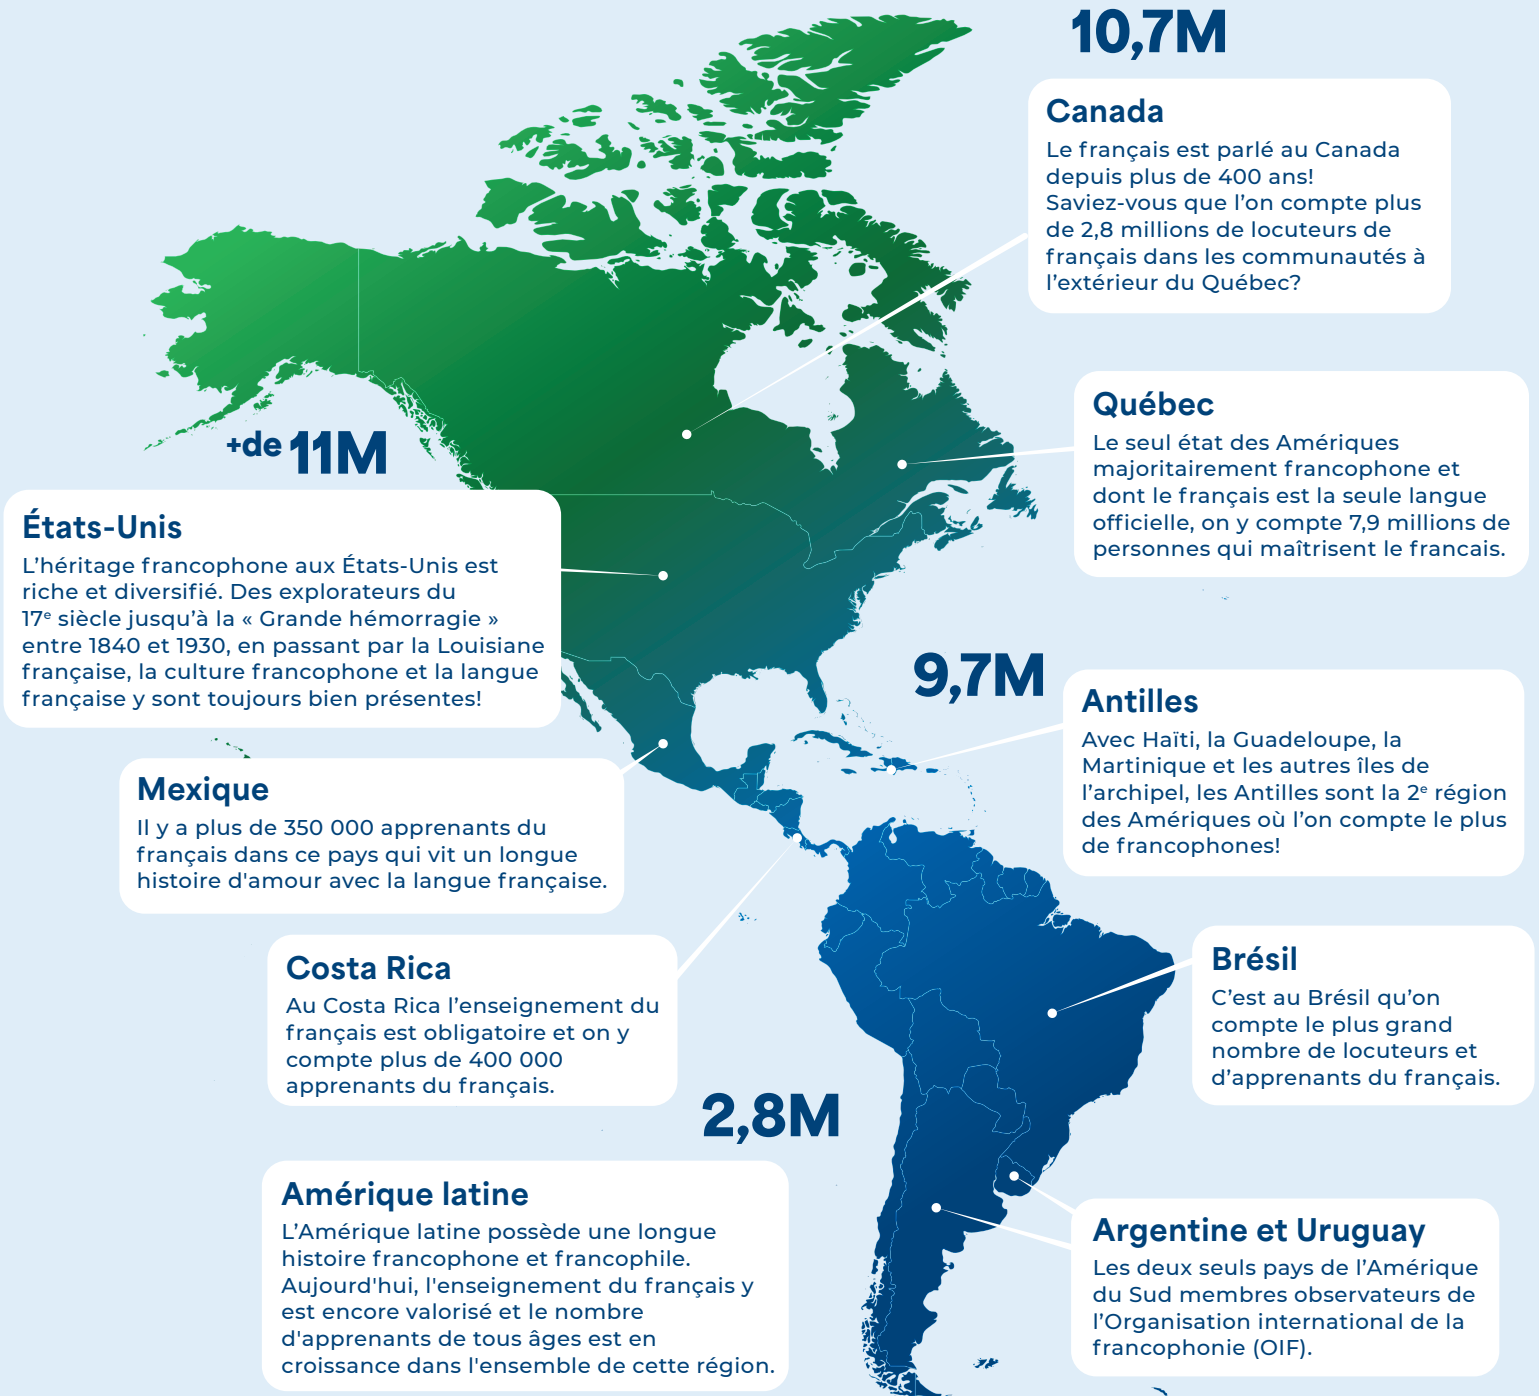 10,7M
Canada
Le français est parlé au Canada
depuis plus de 400 ans!
Saviez-vous que l’on compte plus
de 2,8 millions de locuteurs de
français dans les communautés à
l’extérieur du Québec?
Québec
Le seul état des Amériques
majoritairement francophone et
dont le français est la seule langue
officielle, on y compte 7,9 millions de
personnes qui maîtrisent le francais.
+de 11M
États-Unis
L’héritage francophone aux États-Unis est
riche et diversifié. Des explorateurs du
17e siècle jusqu’à la « Grande hémorragie »
entre 1840 et 1930, en passant par la Louisiane
française, la culture francophone et la langue
française y sont toujours bien présentes!
9,7M
Antilles
Avec Haïti, la Guadeloupe, la
Martinique et les autres îles de
l’archipel, les Antilles sont la 2e région
des Amériques où l’on compte le plus
de francophones!
Mexique
Il y a plus de 350 000 apprenants du
français dans ce pays qui vit un longue
histoire d'amour avec la langue française.
Costa Rica
Au Costa Rica l’enseignement du
français est obligatoire et on y
compte plus de 400 000
apprenants du français.
Brésil
C’est au Brésil qu’on
compte le plus grand
nombre de locuteurs et
d’apprenants du français.
2,8M
Amérique latine
L’Amérique latine possède une longue
histoire francophone et francophile.
Aujourd'hui, l'enseignement du français y
est encore valorisé et le nombre
d'apprenants de tous âges est en
croissance dans l'ensemble de cette région.
Argentine et Uruguay
Les deux seuls pays de l’Amérique
du Sud membres observateurs de
l’Organisation international de la
francophonie (OIF).